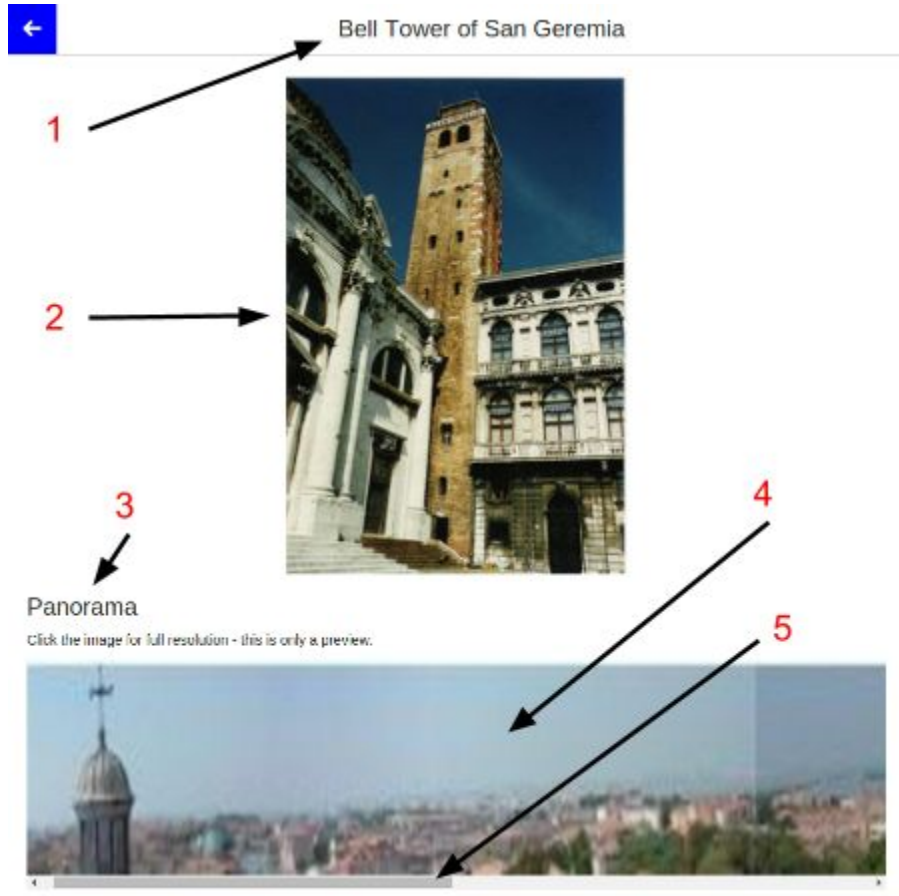 Bell Tower of San Geremia
1
2
3
4
Panorama
5
Click the image for full resolution - this is only a preview.